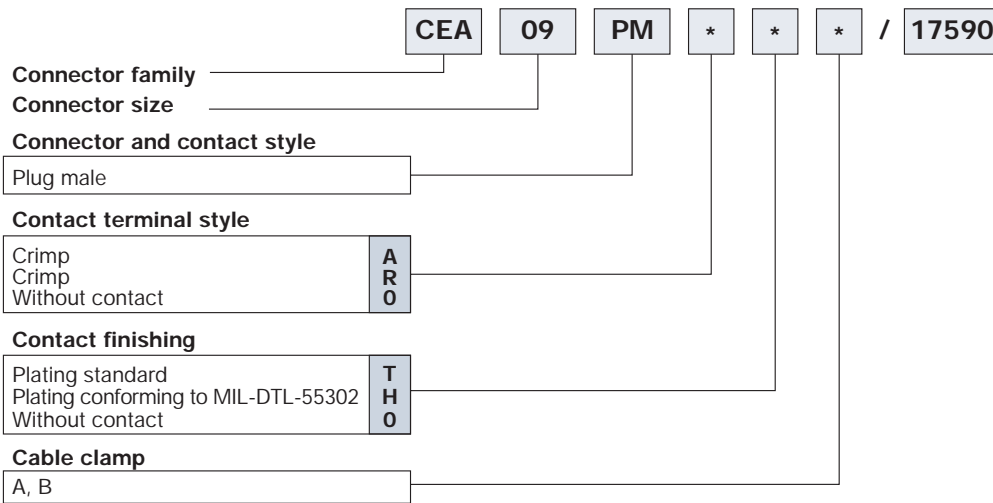 CEA 09 PM * * * / 17590
Connector family
Connector size
Connector and contact style
Plug male
Contact terminal style
Crimp A
Crimp R
Without contact 0
Contact finishing
Plating standard T
Plating conforming to MIL-DTL-55302 H
Without contact 0
Cable clamp
A, B